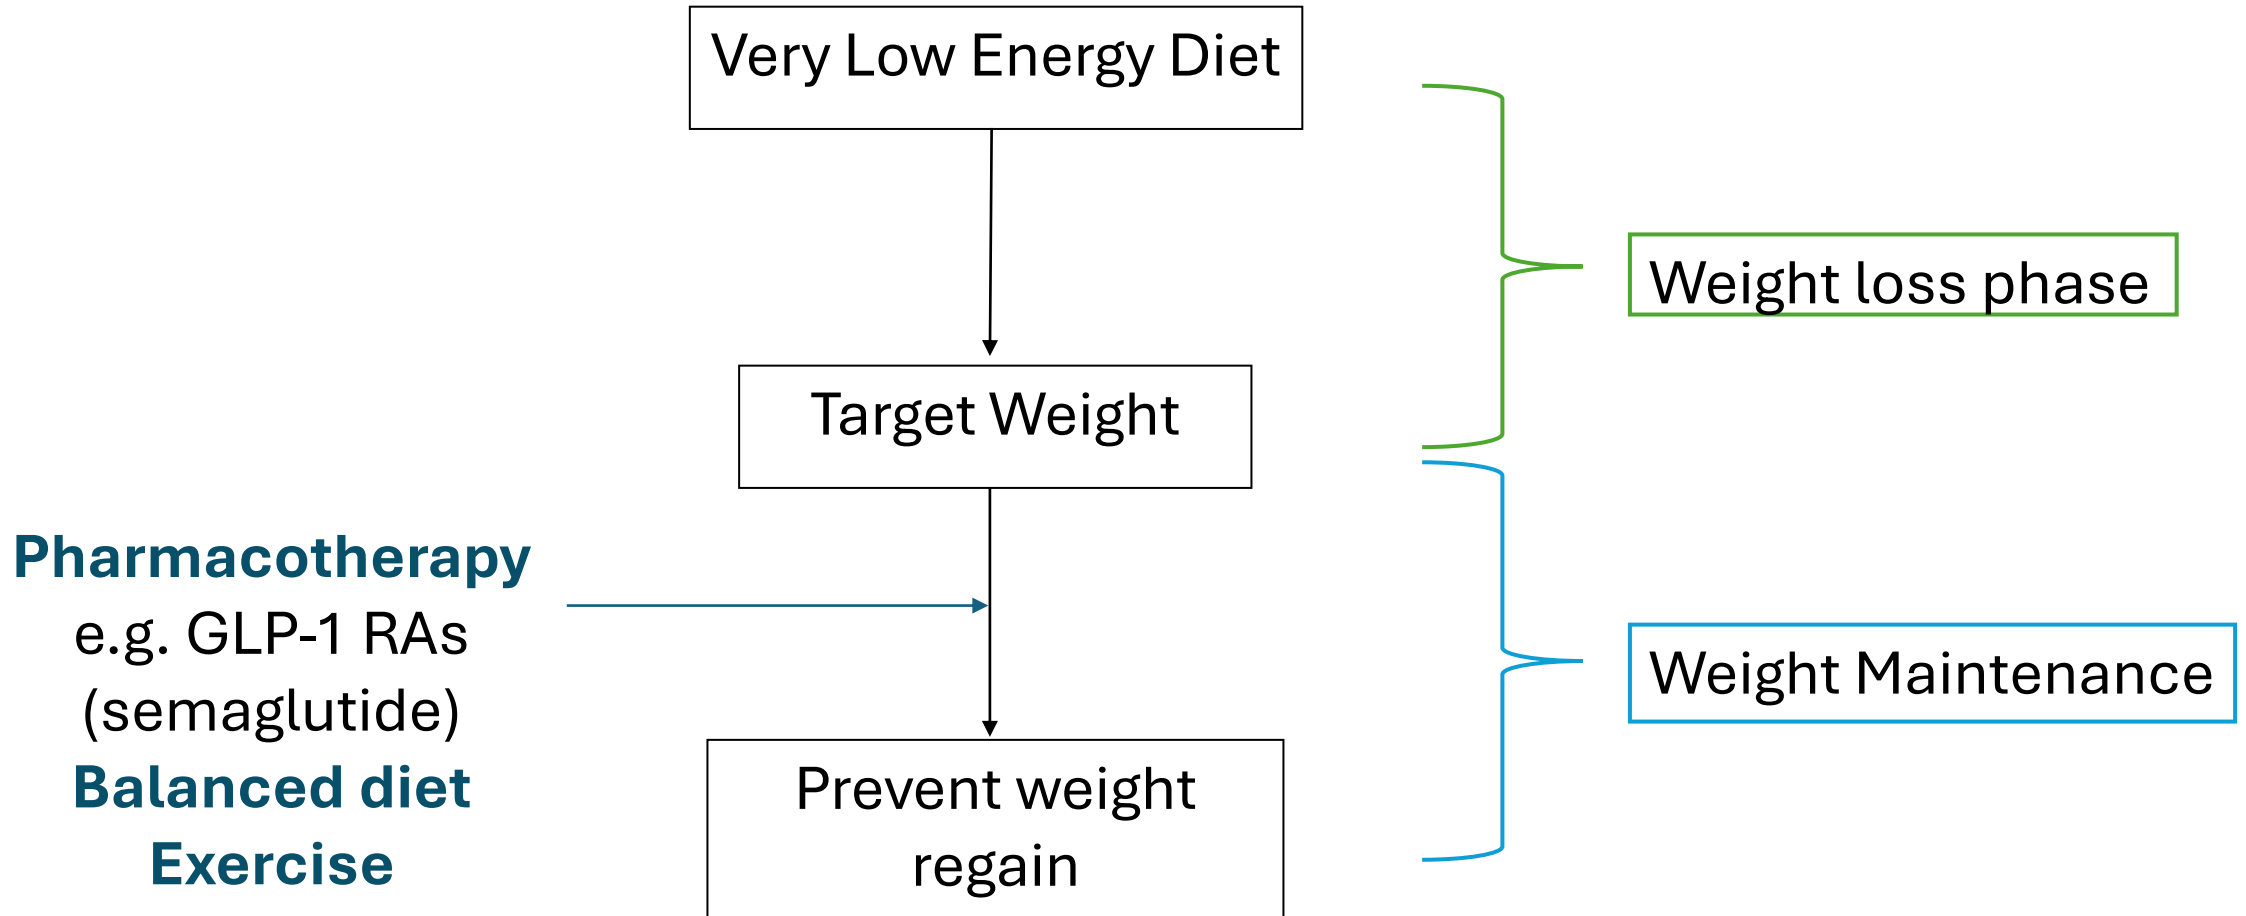 Very Low Energy Diet
Weight loss phase
Target Weight
Pharmacotherapy
e.g. GLP-1 RAs
(semaglutide)
Balanced diet
Exercise
Weight Maintenance
Prevent weight
regain